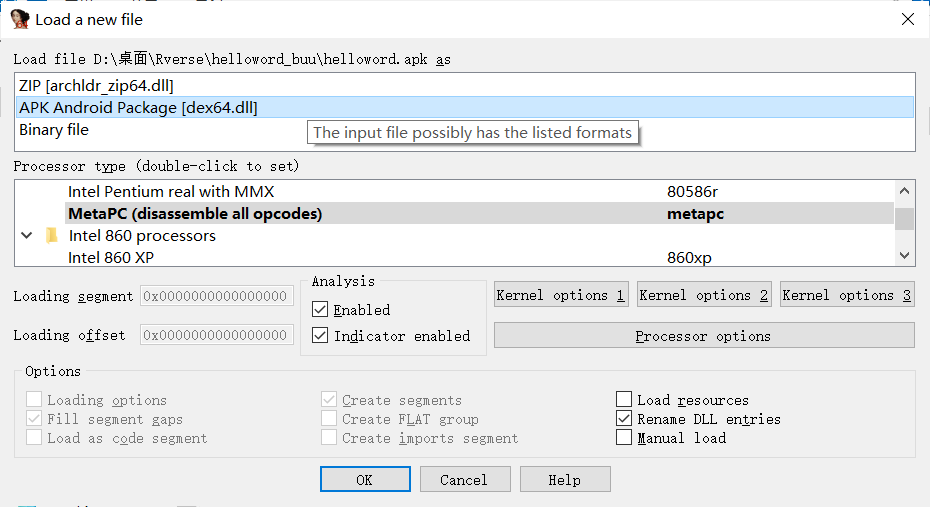 Load a new file
Load file D:\桌面\Rverse\helloword_buu\helloword.apk as
ZIP [archldr_zip64.dll]
APK Android Package [dex64.dll]
Binary file
The input file possibly has the listed formats
Processor type (double-click to set)
Intel Pentium real with MMX 80586r
MetaPC (disassemble all opcodes) metapc
Intel 860 processors
Intel 860 XP 860xp
Loading segment 0x0000000000000000
Loading offset 0x0000000000000000
Analysis
Enabled
Indicator enabled
Kernel options 1 Kernel options 2 Kernel options 3
Processor options
Options
Loading options Create segments Load resources
Fill segment gaps Create FLAT group Rename DLL entries
Load as code segment Create imports segment Manual load
OK Cancel Help